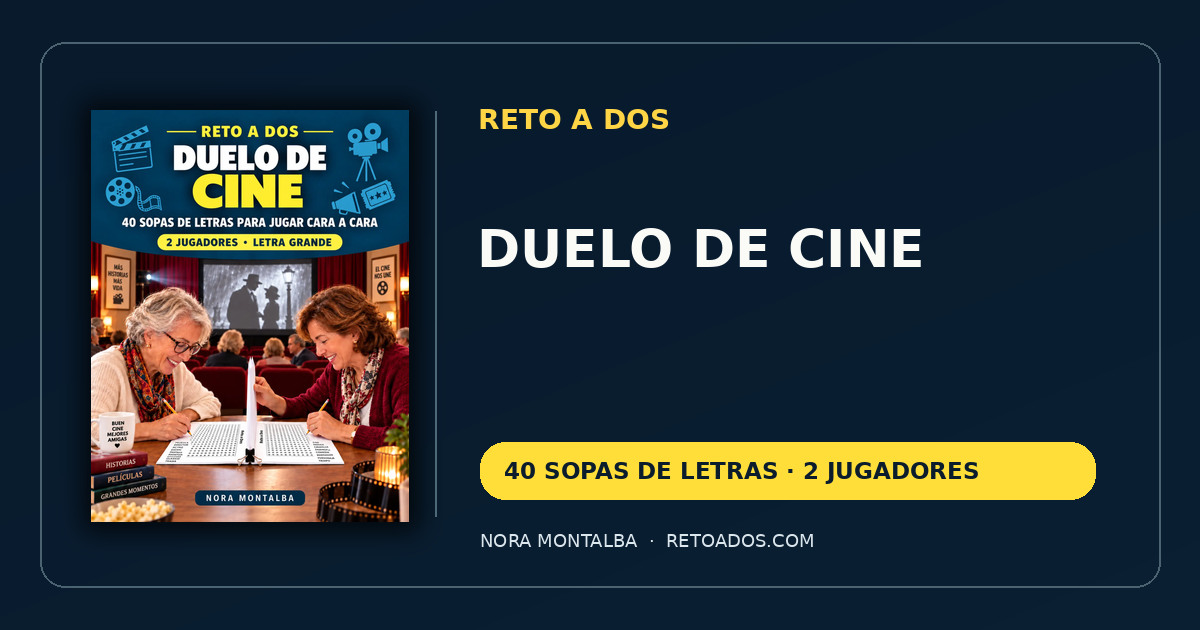 RETO A DOS
DUELO DE
CINE
40 SOPAS DE LETRAS PARA JUGAR CARA A CARA
2 JUGADORES • LETRA GRANDE
MÁS
HISTORIAS
MÁS
VIDA
EL CINE
NOS UNE
BUEN
CINE
MEJORES
AMIGAS
HISTORIAS
PELÍCULAS
GRANDES MOMENTOS
NORA MONTALBA
RETO A DOS
DUELO DE CINE
40 SOPAS DE LETRAS · 2 JUGADORES
NORA MONTALBA · RETOADOS.COM